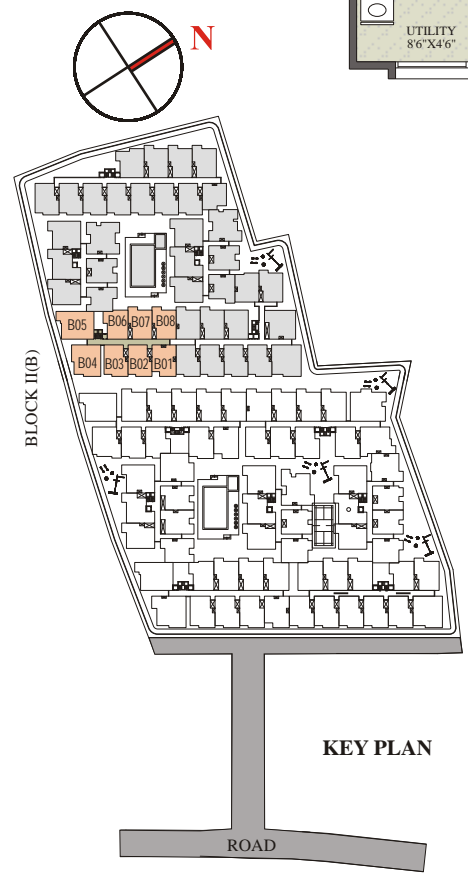 N
UTILITY
8'6"X4'6"
B05 B06 B07 B08
B04 B03 B02 B01
BLOCK II(B)
KEY PLAN
ROAD